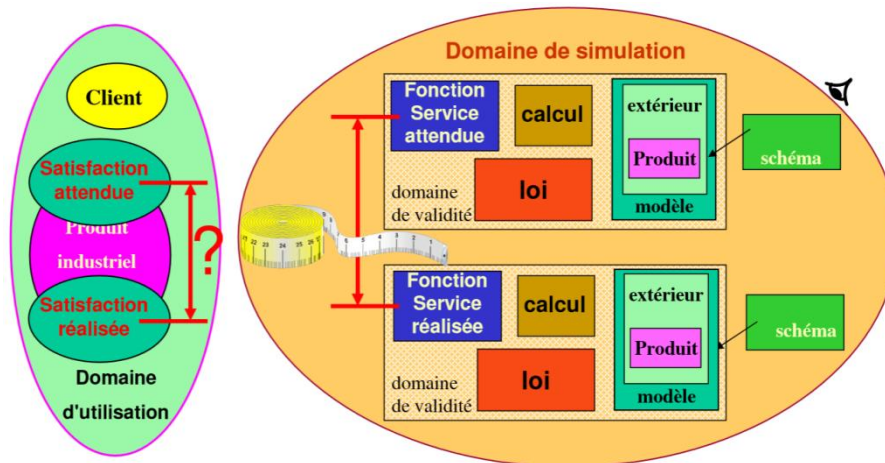 Client
Satisfaction
attendue
Produit
industriel
?
Satisfaction
réalisée
Domaine
d'utilisation
Domaine de simulation
Fonction
Service
attendue
calcul
loi
domaine
de validité
extérieur
Produit
modèle
schéma
Fonction
Service
réalisée
calcul
loi
domaine
de validité
extérieur
Produit
modèle
schéma